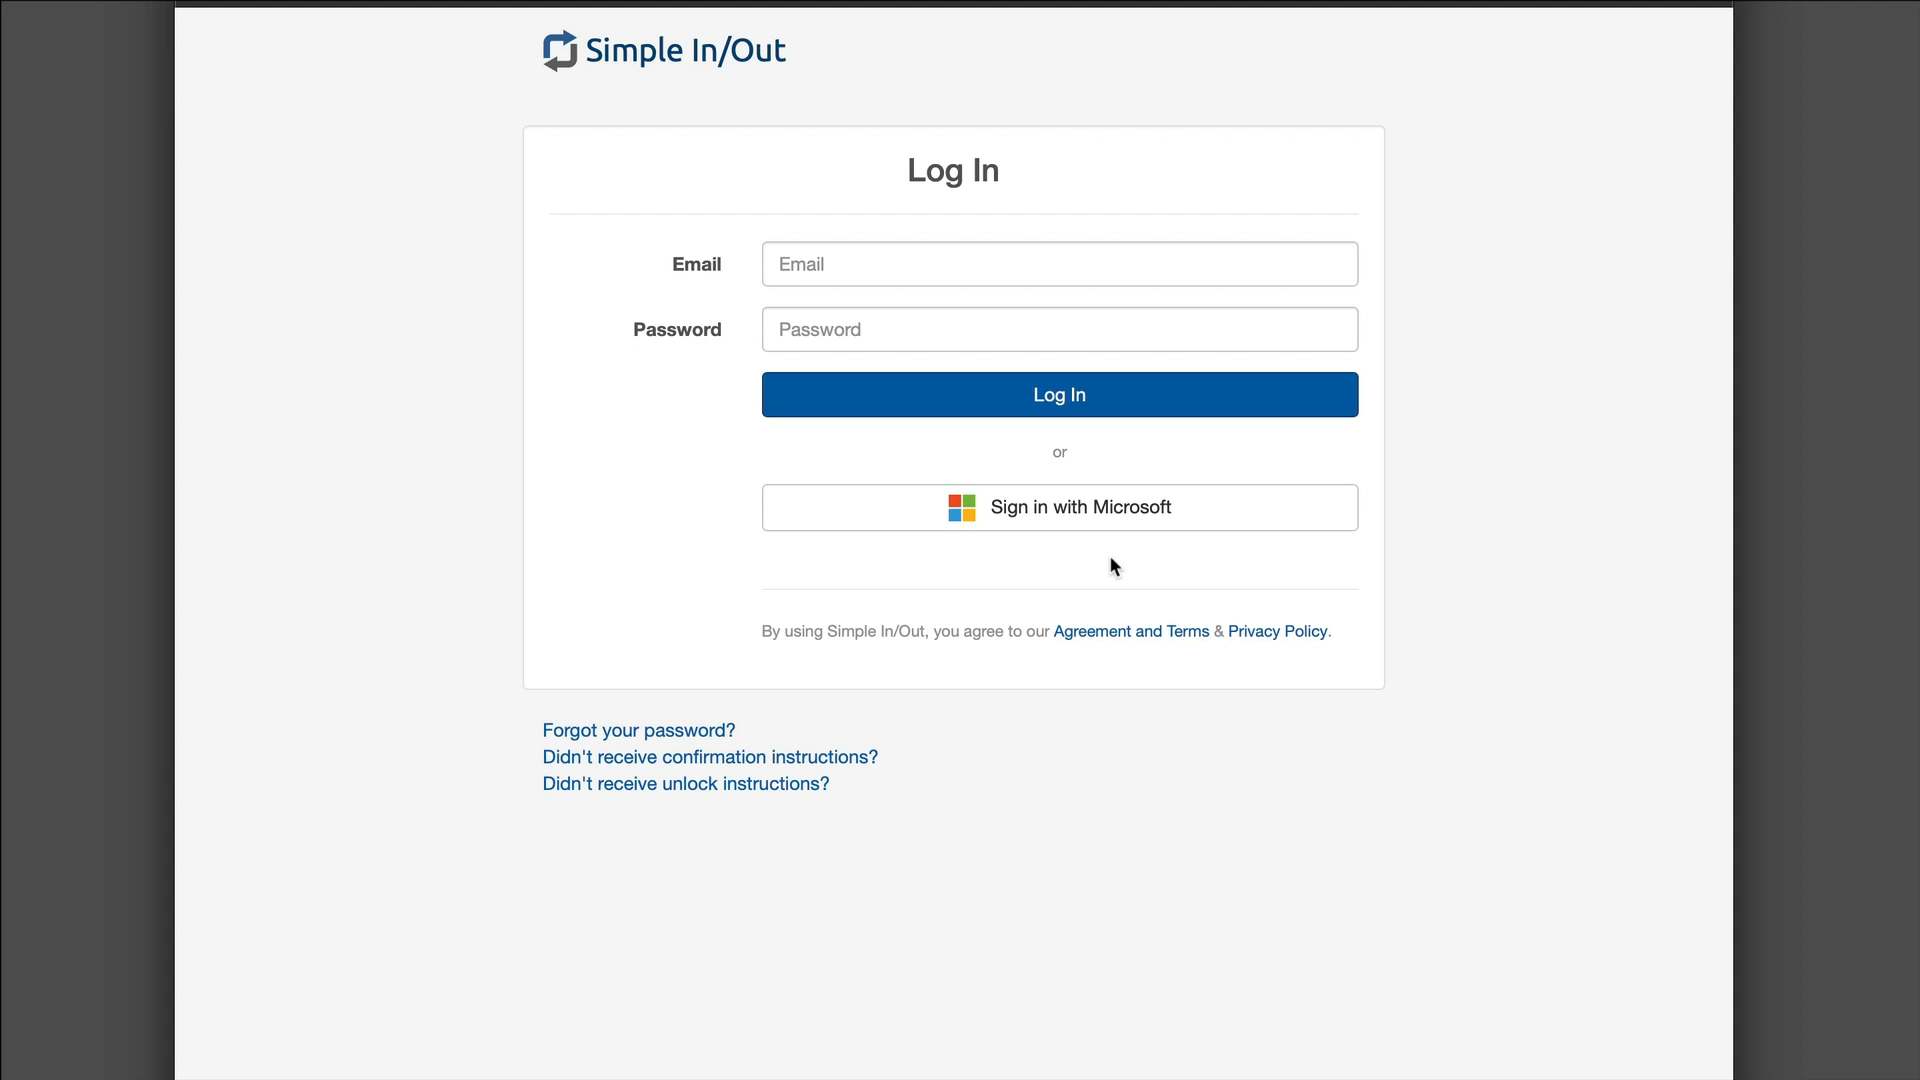 Simple In/Out
Log In
Email
Email
Password
Password
Log In
or
Sign in with Microsoft
By using Simple In/Out, you agree to our Agreement and Terms & Privacy Policy.
Forgot your password?
Didn't receive confirmation instructions?
Didn't receive unlock instructions?